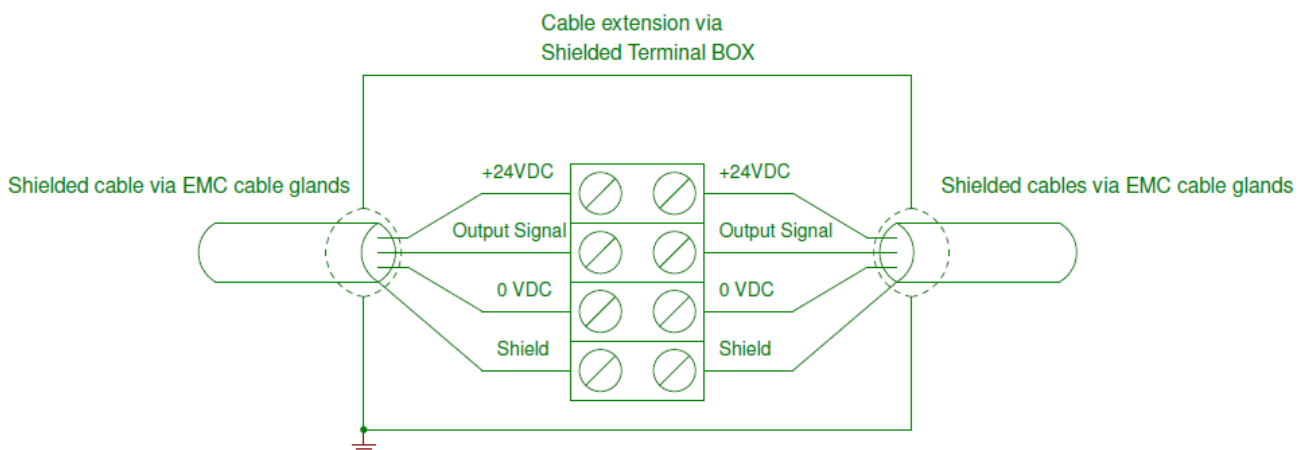 Cable extension via
Shielded Terminal BOX
Shielded cable via EMC cable glands
Shielded cables via EMC cable glands
+24VDC
+24VDC
Output Signal
Output Signal
0 VDC
0 VDC
Shield
Shield